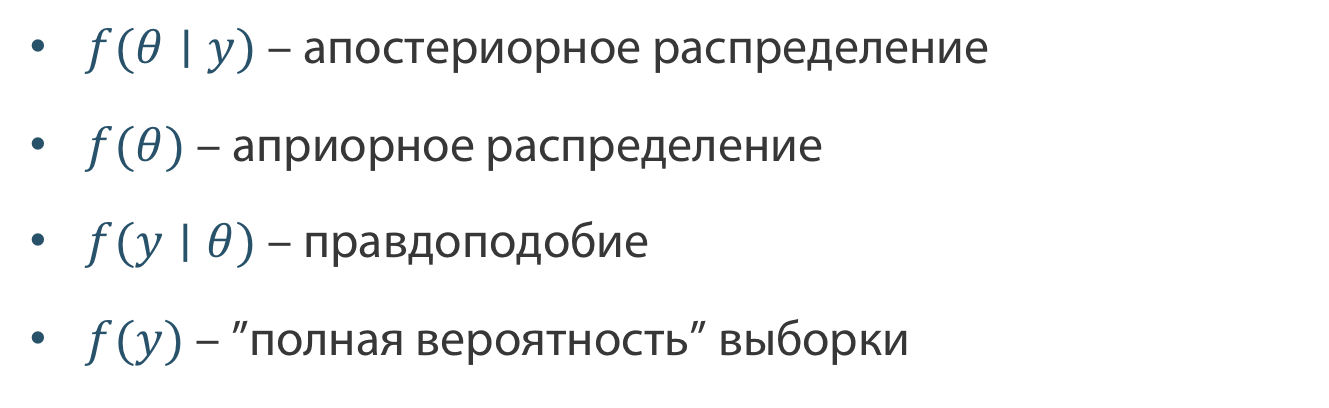 • f(θ | y) – апостериорное распределение
• f(θ) – априорное распределение
• f(y | θ) – правдоподобие
• f(y) – ”полная вероятность” выборки